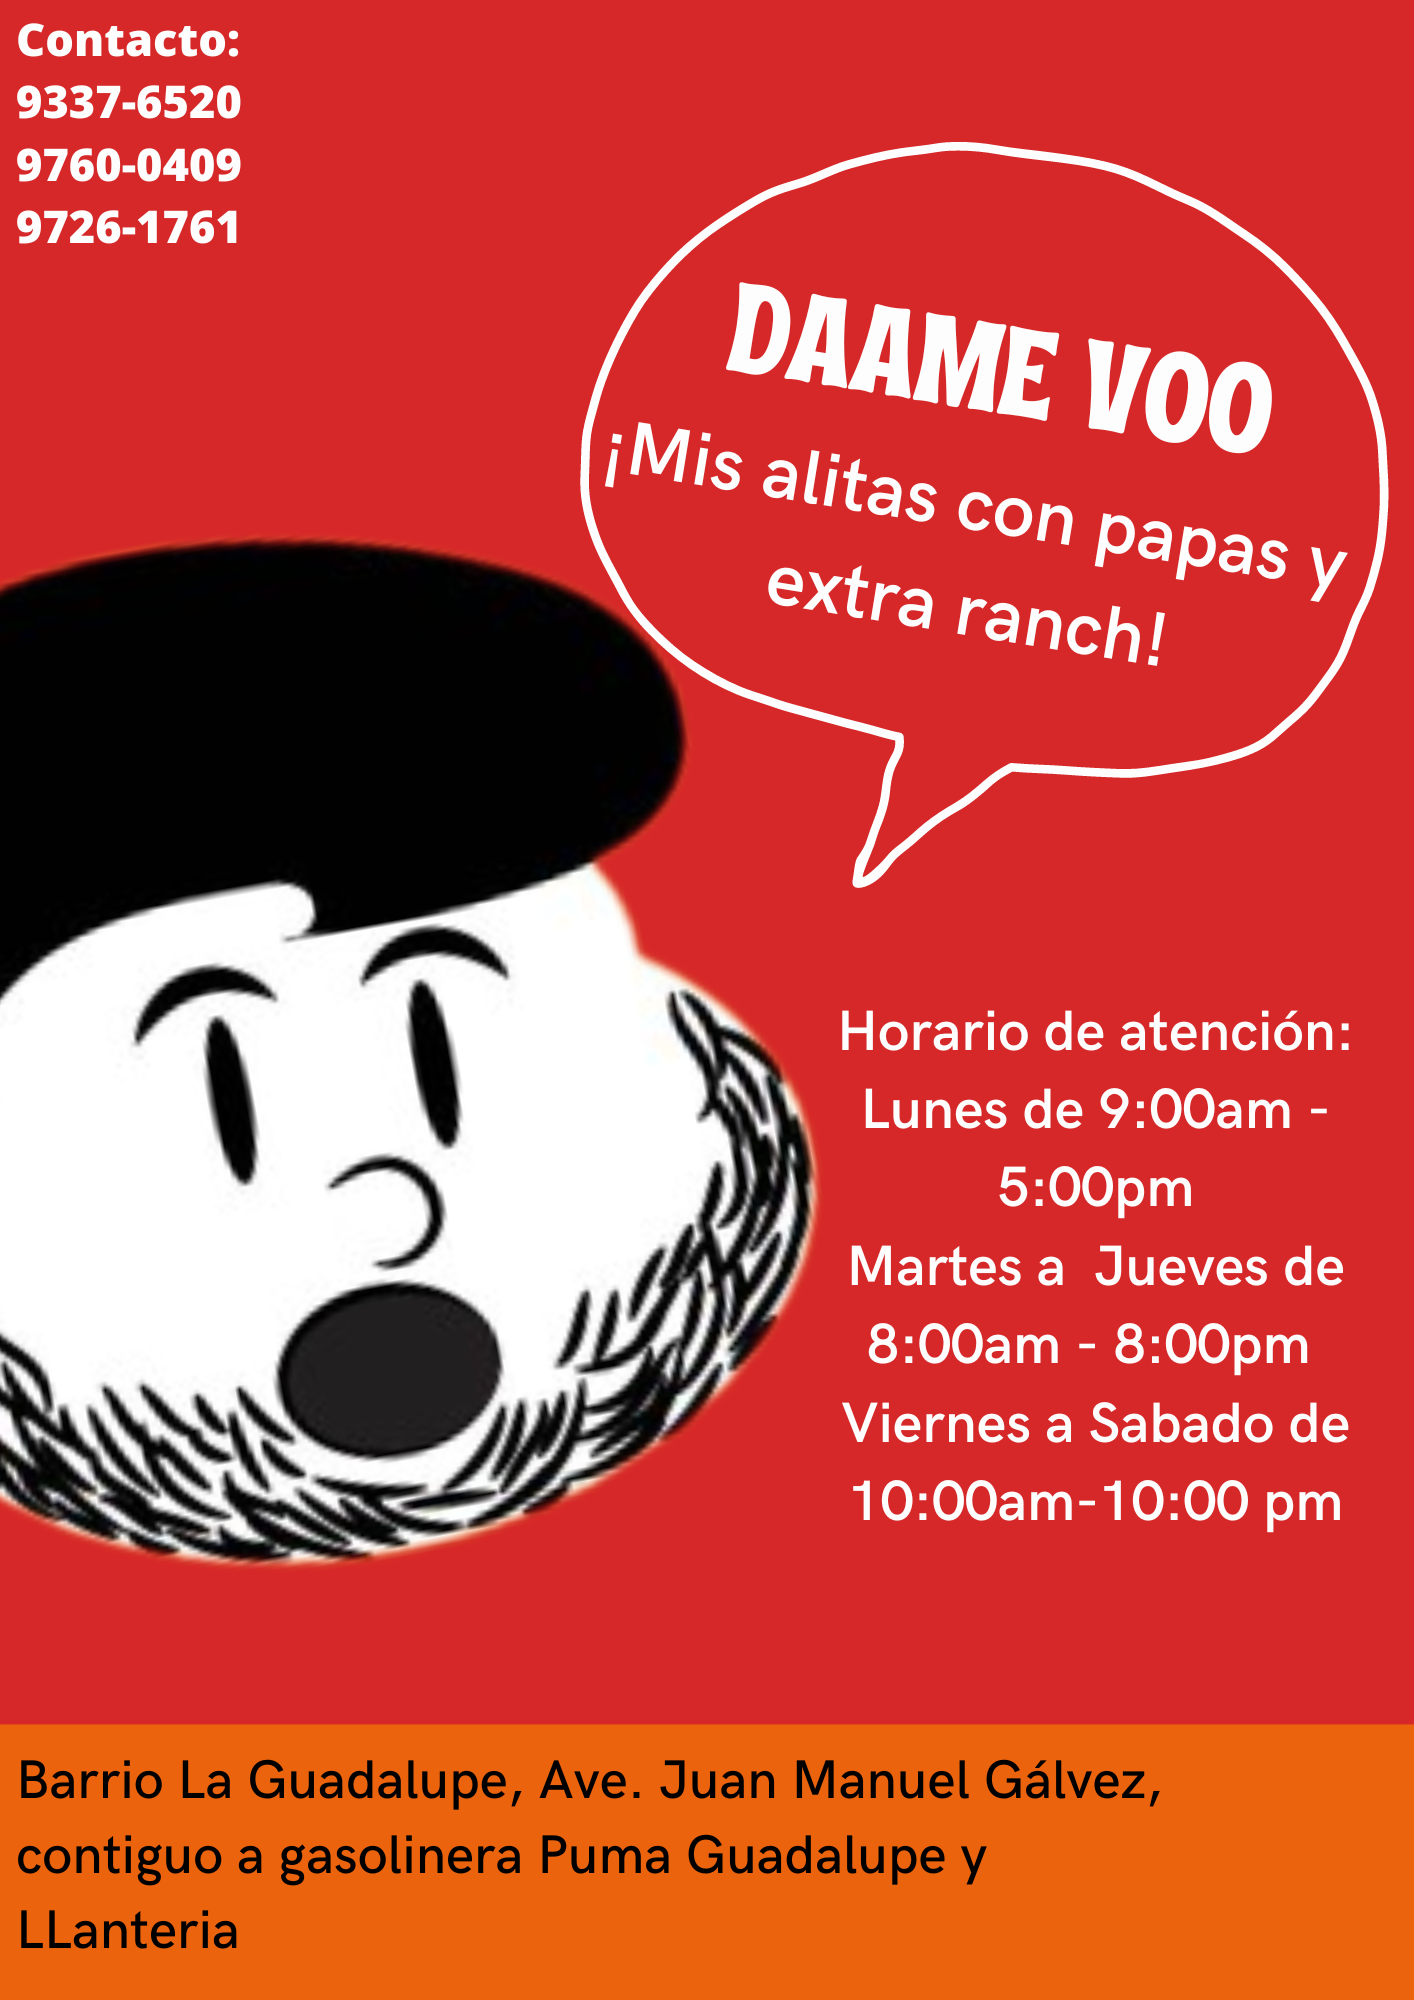 Contacto:
9337-6520
9760-0409
9726-1761
DAAME VOO
¡Mis alitas con papas y
extra ranch!
Horario de atención:
Lunes de 9:00am -
5:00pm
Martes a  Jueves de
8:00am - 8:00pm
Viernes a Sabado de
10:00am-10:00 pm
Barrio La Guadalupe, Ave. Juan Manuel Gálvez,
contiguo a gasolinera Puma Guadalupe y
LLanteria